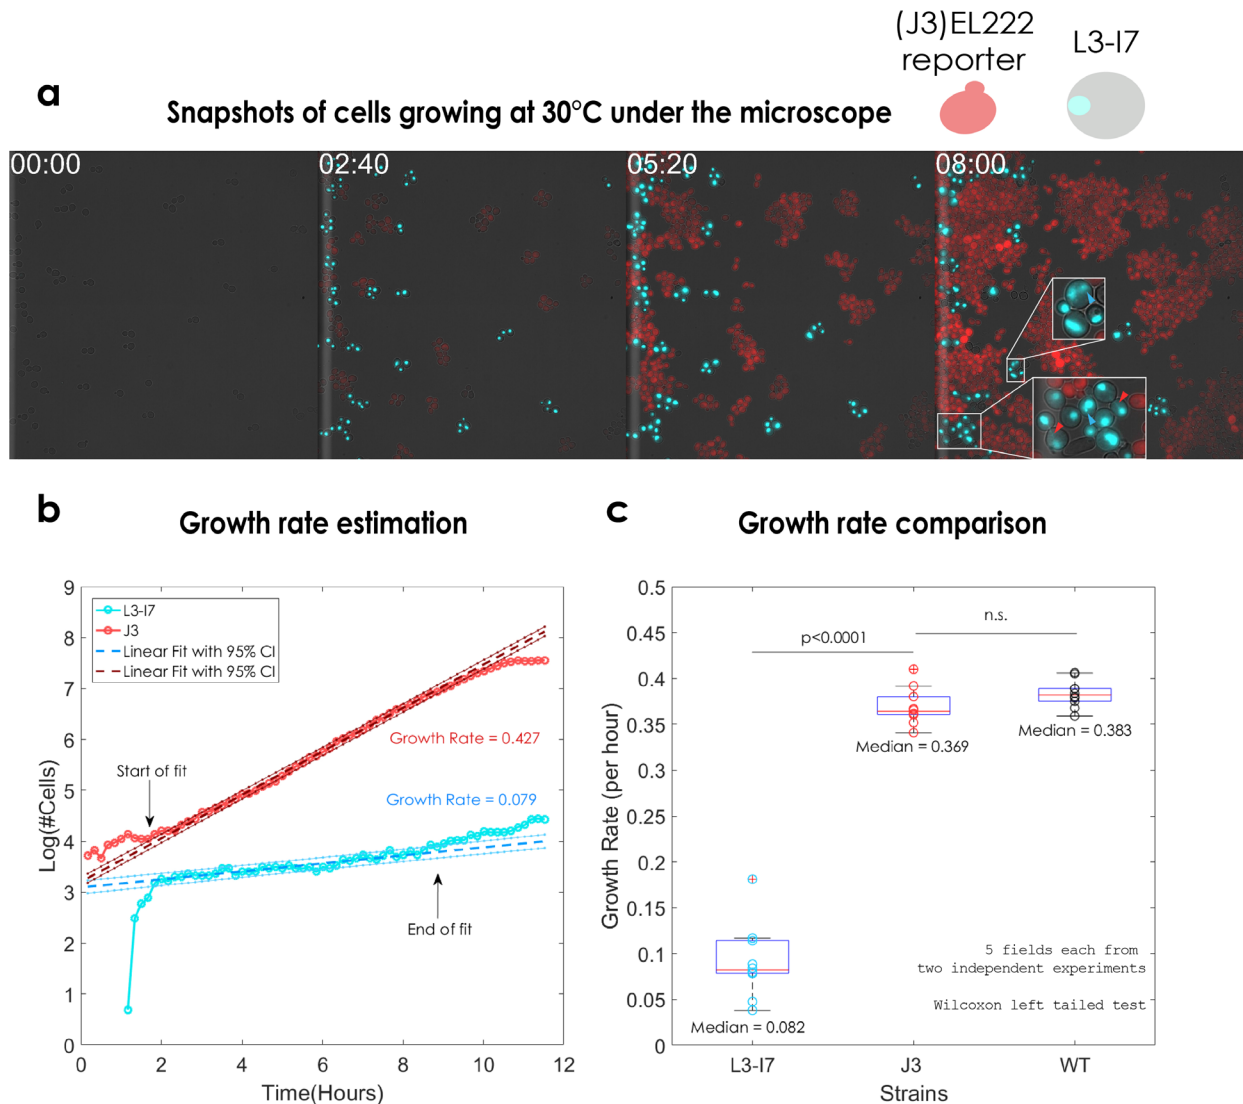 (J3)EL222
reporter
L3-I7
a
Snapshots of cells growing at 30°C under the microscope
00:00
02:40
05:20
08:00
b
Growth rate estimation
9
8
7
6
5
4
3
2
1
0
Log(#Cells)
L3-I7
J3
Linear Fit with 95% CI
Linear Fit with 95% CI
Growth Rate = 0.427
Start of fit
Growth Rate = 0.079
End of fit
0
2
4
6
8
10
12
Time(Hours)
c
Growth rate comparison
0.5
0.45
0.4
0.35
0.3
0.25
0.2
0.15
0.1
0.05
0
Growth Rate (per hour)
n.s.
p<0.0001
Median = 0.369
Median = 0.383
5 fields each from
two independent experiments
Wilcoxon left tailed test
Median = 0.082
L3-I7
J3
WT
Strains